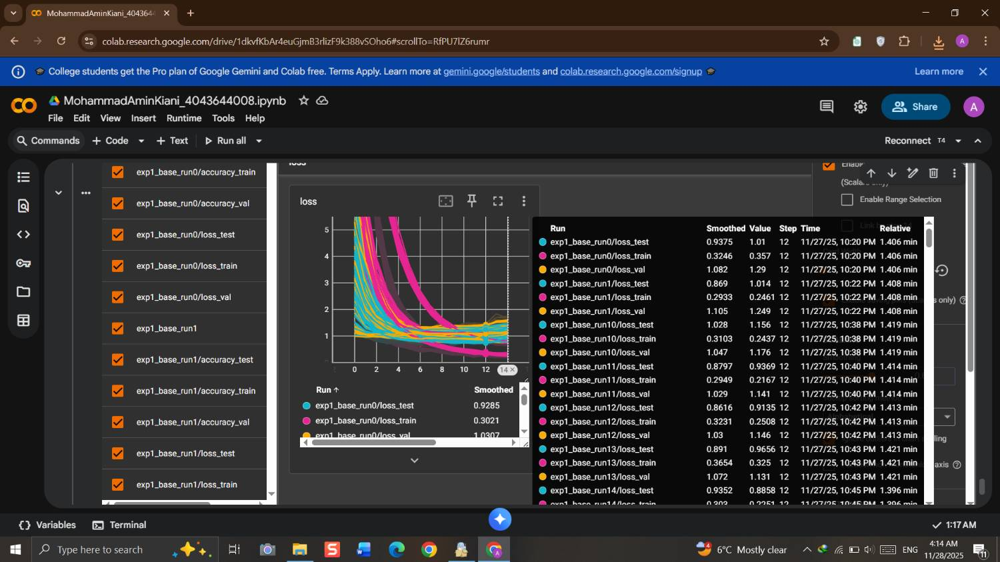 MohammadAminKiani_404364
colab.research.google.com/drive/1dkvfKbAr4euGjmB3rlizF9k388vSOho6#scrollTo=RfPU7lZ6rumr
A
🎓 College students get the Pro plan of Google Gemini and Colab free. Terms Apply. Learn more at gemini.google/students and colab.research.google.com/signup 🎓
Learn more
MohammadAminKiani_4043644008.ipynb
Share
A
File Edit View Insert Runtime Tools Help
Commands + Code + Text Run all
Reconnect T4
exp1_base_run0/accuracy_train
exp1_base_run0/accuracy_val
exp1_base_run0/loss_test
exp1_base_run0/loss_train
exp1_base_run0/loss_val
exp1_base_run1
exp1_base_run1/accuracy_test
exp1_base_run1/accuracy_train
exp1_base_run1/accuracy_val
exp1_base_run1/loss_test
exp1_base_run1/loss_train
loss
loss
5
4
3
2
1
0 2 4 6 8 10 12 14 ×
Run ↑ Smoothed
exp1_base_run0/loss_test 0.9285
exp1_base_run0/loss_train 0.3021
exp1_base_run0/loss_val 1.0307
Run Smoothed Value Step Time Relative
exp1_base_run0/loss_test 0.9375 1.01 12 11/27/25, 10:20 PM 1.406 min
exp1_base_run0/loss_train 0.3246 0.357 12 11/27/25, 10:20 PM 1.406 min
exp1_base_run0/loss_val 1.082 1.29 12 11/27/25, 10:20 PM 1.406 min
exp1_base_run1/loss_test 0.869 1.014 12 11/27/25, 10:22 PM 1.408 min
exp1_base_run1/loss_train 0.2933 0.2461 12 11/27/25, 10:22 PM 1.408 min
exp1_base_run1/loss_val 1.105 1.249 12 11/27/25, 10:22 PM 1.408 min
exp1_base_run10/loss_test 1.028 1.156 12 11/27/25, 10:38 PM 1.419 min
exp1_base_run10/loss_train 0.3103 0.2437 12 11/27/25, 10:38 PM 1.419 min
exp1_base_run10/loss_val 1.047 1.176 12 11/27/25, 10:38 PM 1.419 min
exp1_base_run11/loss_test 0.8797 0.9369 12 11/27/25, 10:40 PM 1.414 min
exp1_base_run11/loss_train 0.2949 0.2167 12 11/27/25, 10:40 PM 1.414 min
exp1_base_run11/loss_val 1.029 1.141 12 11/27/25, 10:40 PM 1.414 min
exp1_base_run12/loss_test 0.8616 0.9135 12 11/27/25, 10:42 PM 1.413 min
exp1_base_run12/loss_train 0.3231 0.2508 12 11/27/25, 10:42 PM 1.413 min
exp1_base_run12/loss_val 1.03 1.146 12 11/27/25, 10:42 PM 1.413 min
exp1_base_run13/loss_test 0.891 0.9656 12 11/27/25, 10:43 PM 1.421 min
exp1_base_run13/loss_train 0.3654 0.325 12 11/27/25, 10:43 PM 1.421 min
exp1_base_run13/loss_val 1.072 1.131 12 11/27/25, 10:43 PM 1.421 min
exp1_base_run14/loss_test 0.9352 0.8858 12 11/27/25, 10:45 PM 1.396 min
exp1_base_run14/loss_train 0.303 0.2251 12 11/27/25, 10:45 PM 1.396 min
(Scalars only)
Enable Range Selection
s only)
axis
Variables Terminal
1:17 AM
Type here to search
6°C Mostly clear
ENG
4:14 AM
11/28/2025
11